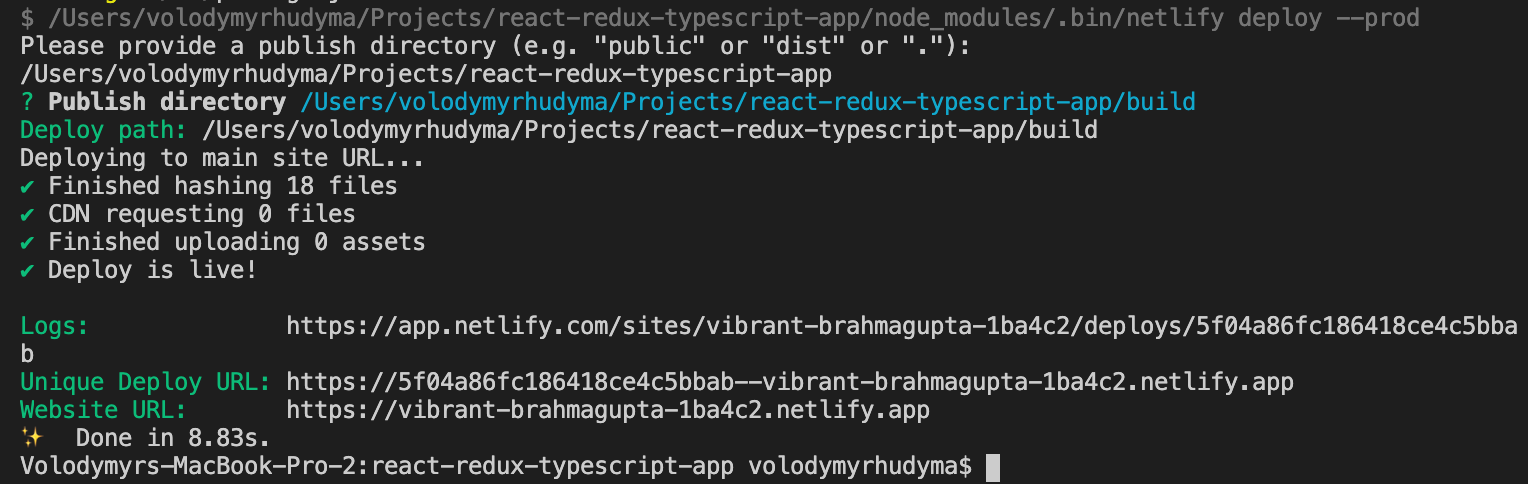 $ /Users/volodymyrhudyma/Projects/react-redux-typescript-app/node_modules/.bin/netlify deploy --prod
Please provide a publish directory (e.g. "public" or "dist" or "."):
/Users/volodymyrhudyma/Projects/react-redux-typescript-app
? Publish directory /Users/volodymyrhudyma/Projects/react-redux-typescript-app/build
Deploy path: /Users/volodymyrhudyma/Projects/react-redux-typescript-app/build
Deploying to main site URL...
✔ Finished hashing 18 files
✔ CDN requesting 0 files
✔ Finished uploading 0 assets
✔ Deploy is live!
Logs: https://app.netlify.com/sites/vibrant-brahmagupta-1ba4c2/deploys/5f04a86fc186418ce4c5bba
b
Unique Deploy URL: https://5f04a86fc186418ce4c5bbab--vibrant-brahmagupta-1ba4c2.netlify.app
Website URL: https://vibrant-brahmagupta-1ba4c2.netlify.app
✨ Done in 8.83s.
Volodymyrs-MacBook-Pro-2:react-redux-typescript-app volodymyrhudyma$